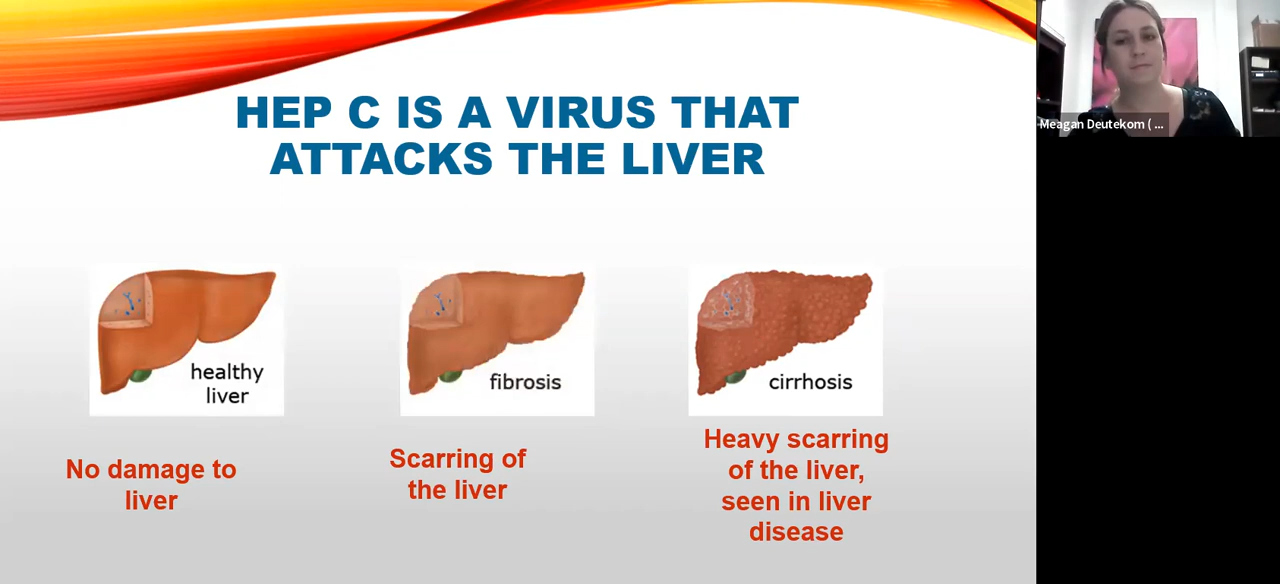 HEP C IS A VIRUS THAT
ATTACKS THE LIVER
Meagan Deutekom ( ...
healthy
liver
fibrosis
cirrhosis
No damage to
liver
Scarring of
the liver
Heavy scarring
of the liver,
seen in liver
disease